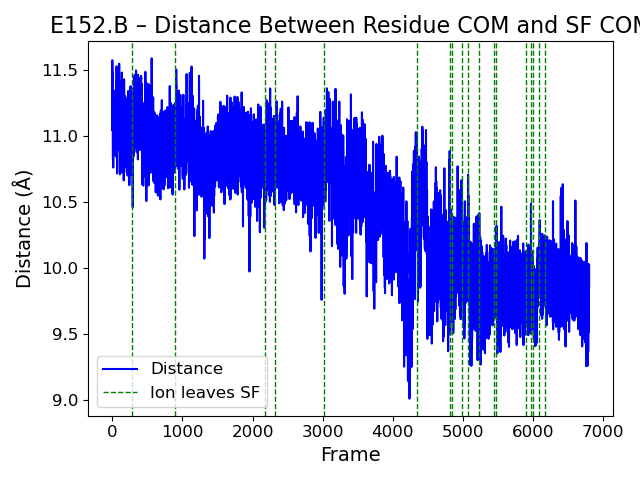 E152.B – Distance Between Residue COM and SF COM
11.5
11.0
10.5
10.0
9.5
9.0
Distance (Å)
Distance
Ion leaves SF
0 1000 2000 3000 4000 5000 6000 7000
Frame